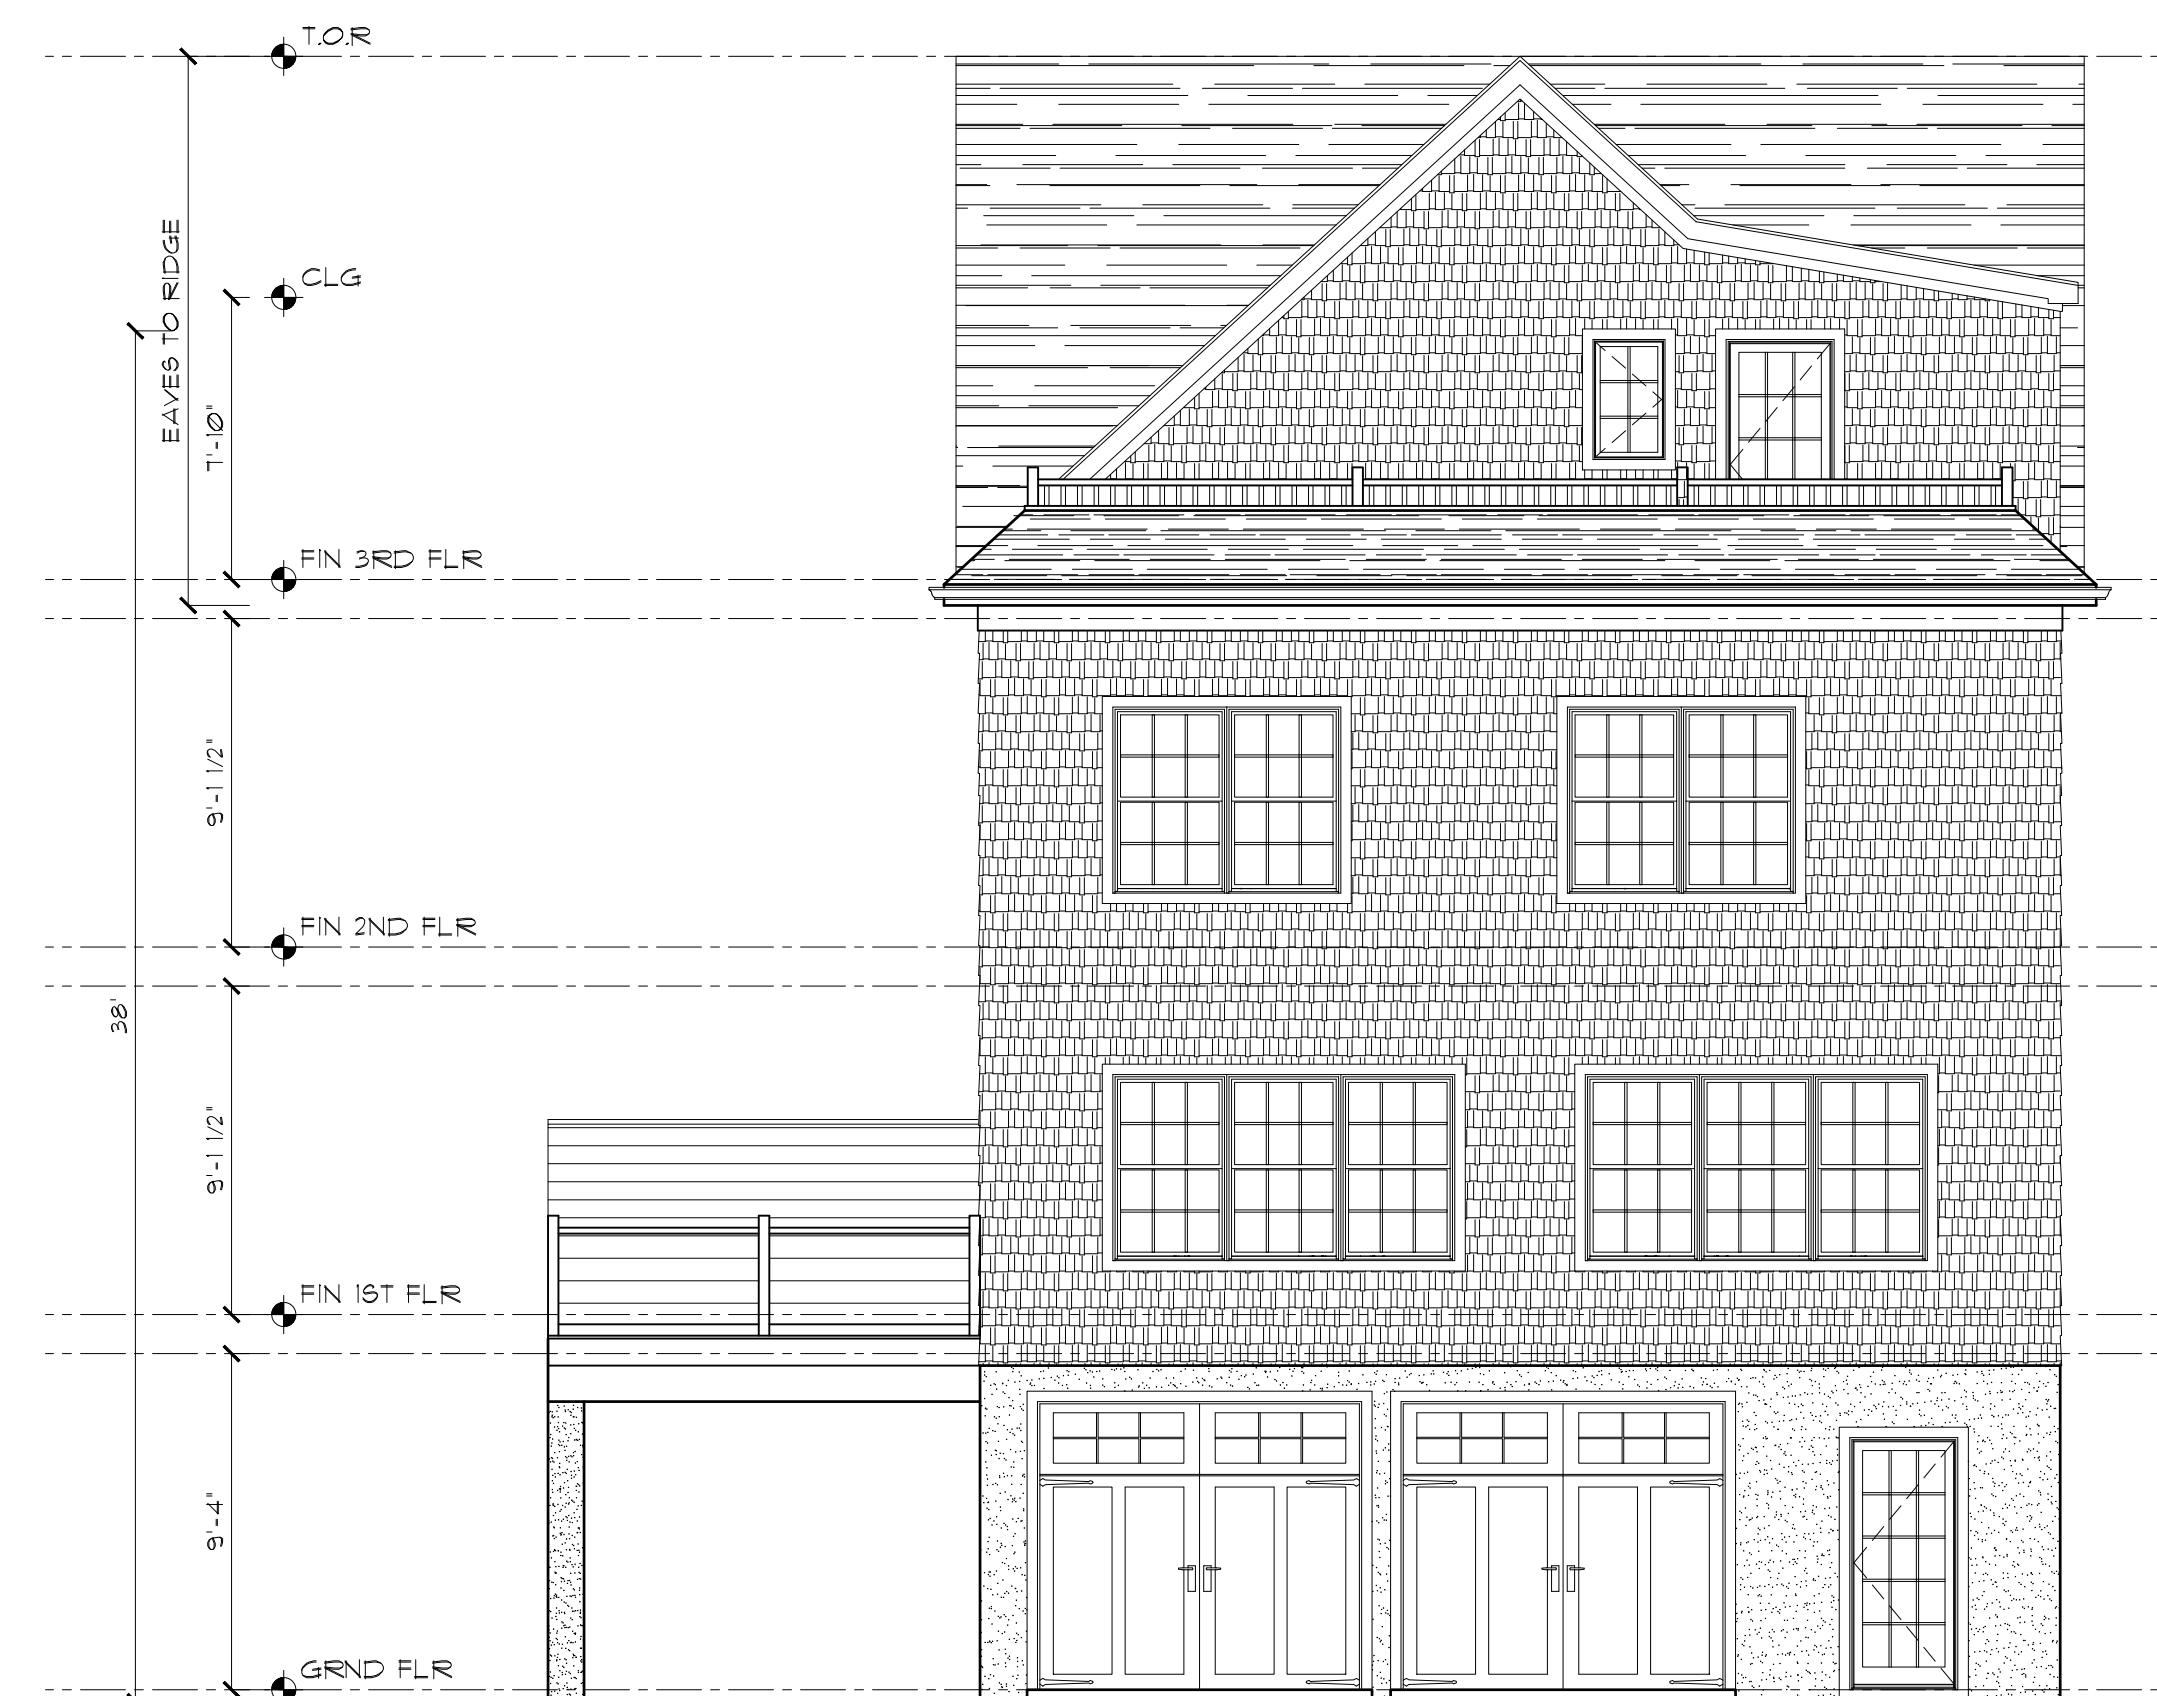 T.O.R
EAVES TO RIDGE
CLG
7'-10"
FIN 3RD FLR
9'-1 1/2"
FIN 2ND FLR
38'
9'-1 1/2"
FIN 1ST FLR
9'-4"
GRND FLR